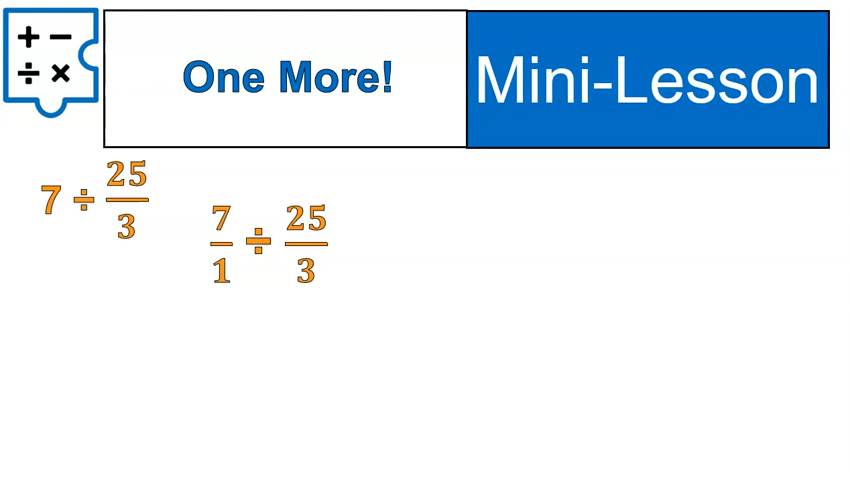 + −
÷ ×
One More!
Mini-Lesson
7 ÷ 25/3
7/1 ÷ 25/3